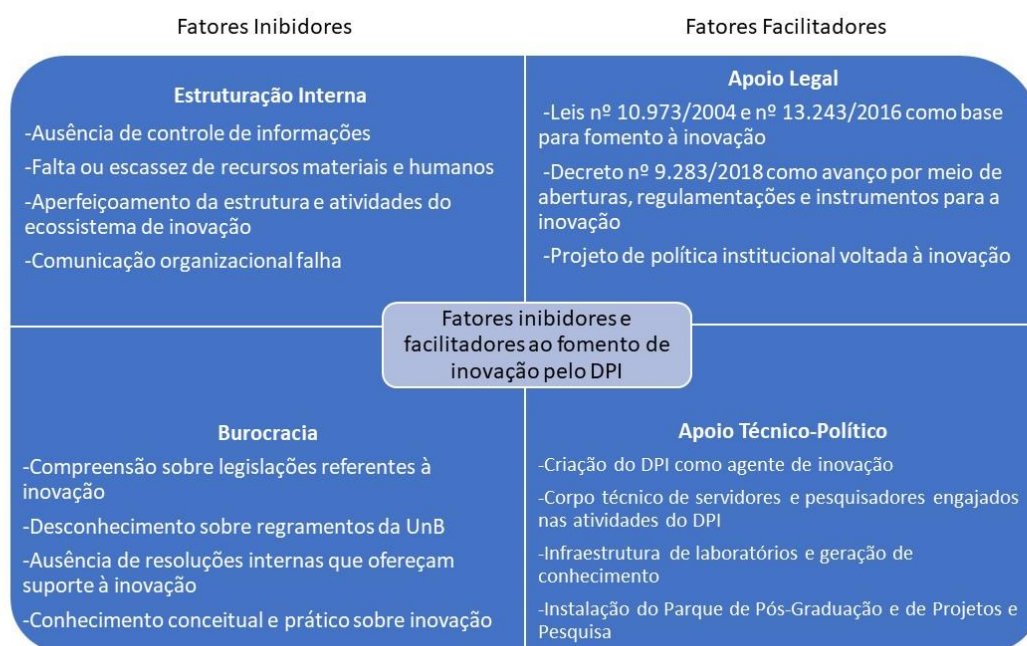 Fatores Inibidores
Fatores Facilitadores
Estruturação Interna
-Ausência de controle de informações
-Falta ou escassez de recursos materiais e humanos
-Aperfeiçoamento da estrutura e atividades do
ecossistema de inovação
-Comunicação organizacional falha
Apoio Legal
-Leis nº 10.973/2004 e nº 13.243/2016 como base
para fomento à inovação
-Decreto nº 9.283/2018 como avanço por meio de
aberturas, regulamentações e instrumentos para a
inovação
-Projeto de política institucional voltada à inovação
Fatores inibidores e
facilitadores ao fomento de
inovação pelo DPI
Burocracia
-Compreensão sobre legislações referentes à
inovação
-Desconhecimento sobre regramentos da UnB
-Ausência de resoluções internas que ofereçam
suporte à inovação
-Conhecimento conceitual e prático sobre inovação
Apoio Técnico-Político
-Criação do DPI como agente de inovação
-Corpo técnico de servidores e pesquisadores engajados
nas atividades do DPI
-Infraestrutura de laboratórios e geração de
conhecimento
-Instalação do Parque de Pós-Graduação e de Projetos e
Pesquisa